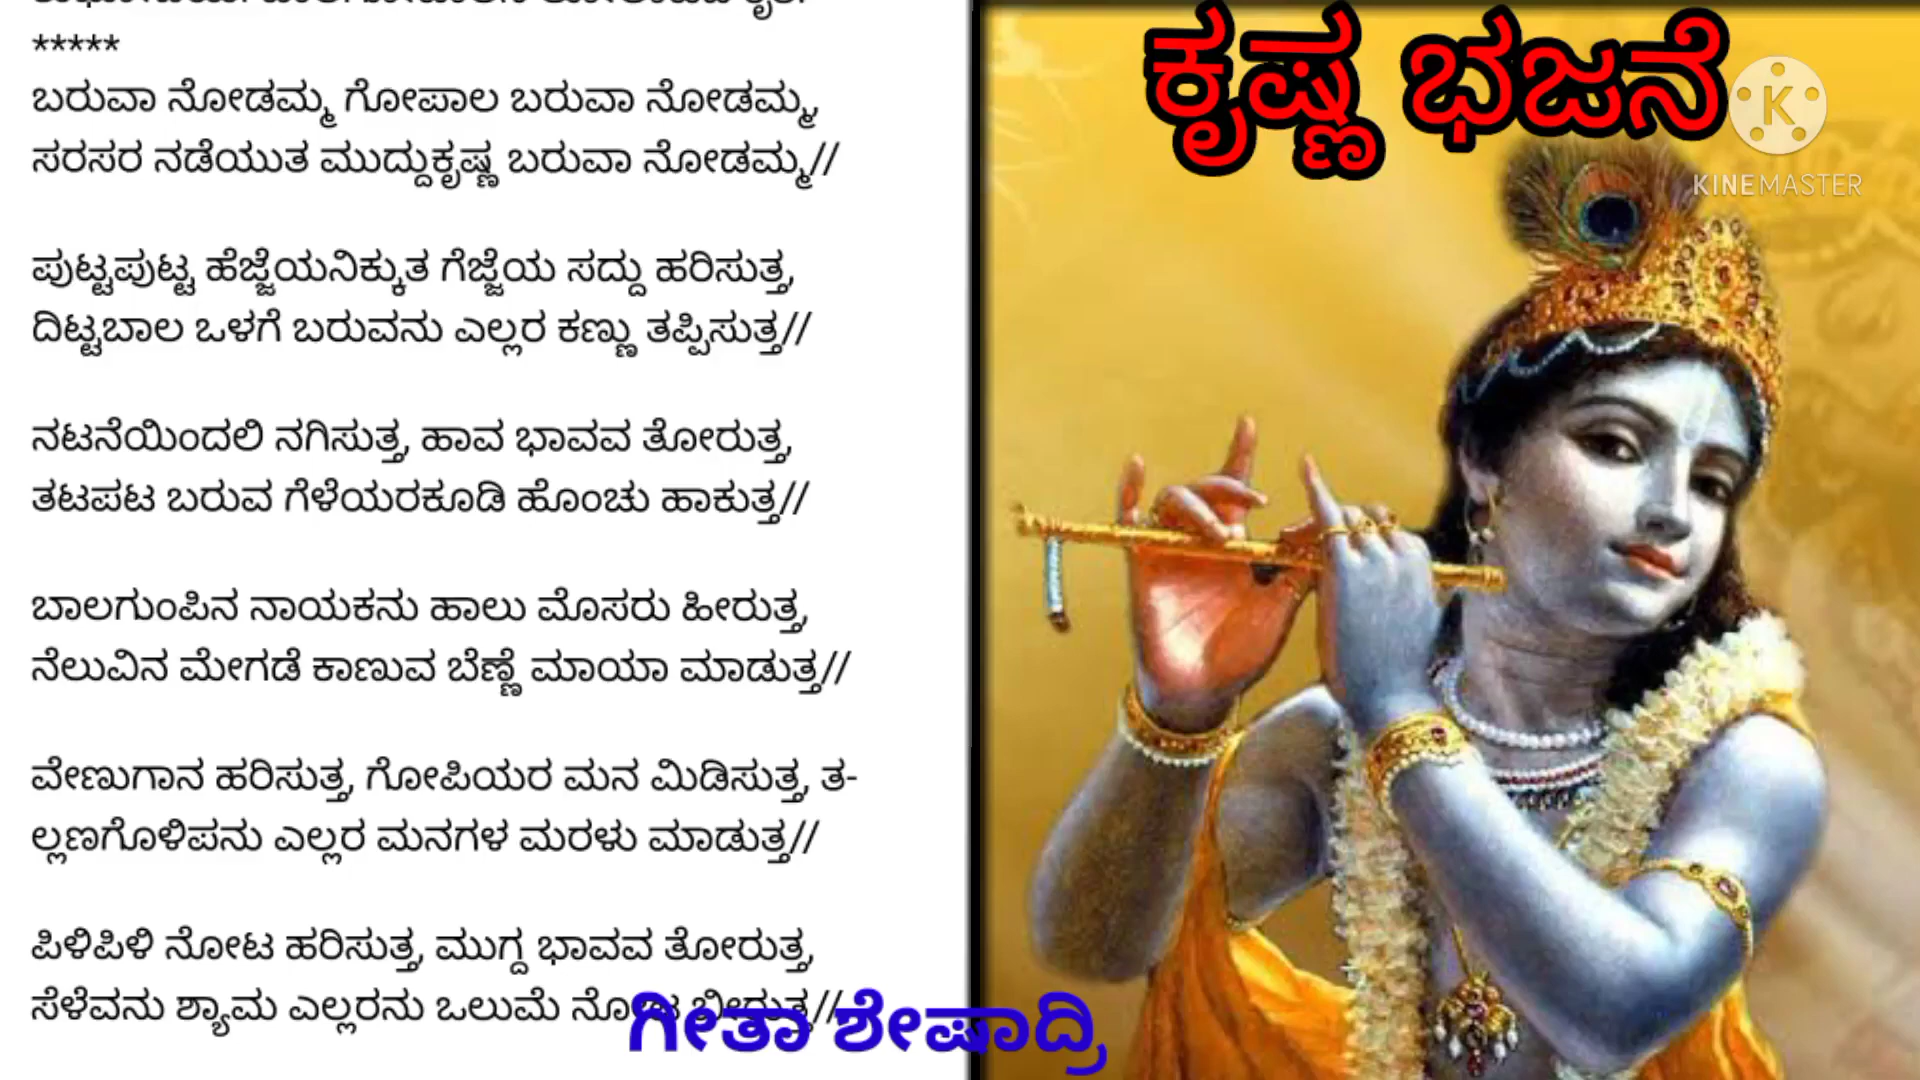 *****
ಬರುವಾ ನೋಡಮ್ಮ ಗೋಪಾಲ ಬರುವಾ ನೋಡಮ್ಮ,
ಸರಸರ ನಡೆಯುತ ಮುದ್ದುಕೃಷ್ಣ ಬರುವಾ ನೋಡಮ್ಮ//
ಪುಟ್ಟಪುಟ್ಟ ಹೆಜ್ಜೆಯನಿಕ್ಕುತ ಗೆಜ್ಜೆಯ ಸದ್ದು ಹರಿಸುತ್ತ,
ದಿಟ್ಟಬಾಲ ಒಳಗೆ ಬರುವನು ಎಲ್ಲರ ಕಣ್ಣು ತಪ್ಪಿಸುತ್ತ//
ನಟನೆಯಿಂದಲಿ ನಗಿಸುತ್ತ, ಹಾವ ಭಾವವ ತೋರುತ್ತ,
ತಟಪಟ ಬರುವ ಗೆಳೆಯರಕೂಡಿ ಹೊಂಚು ಹಾಕುತ್ತ//
ಬಾಲಗುಂಪಿನ ನಾಯಕನು ಹಾಲು ಮೊಸರು ಹೀರುತ್ತ,
ನೆಲುವಿನ ಮೇಗಡೆ ಕಾಣುವ ಬೆಣ್ಣೆ ಮಾಯಾ ಮಾಡುತ್ತ//
ವೇಣುಗಾನ ಹರಿಸುತ್ತ, ಗೋಪಿಯರ ಮನ ಮಿಡಿಸುತ್ತ, ತ-
ಲ್ಲಣಗೊಳಿಪನು ಎಲ್ಲರ ಮನಗಳ ಮರಳು ಮಾಡುತ್ತ//
ಪಿಳಿಪಿಳಿ ನೋಟ ಹರಿಸುತ್ತ, ಮುಗ್ದ ಭಾವವ ತೋರುತ್ತ,
ಸೆಳೆವನು ಶ್ಯಾಮ ಎಲ್ಲರನು ಒಲುಮೆ
ಗೀತಾ ಶೇಷಾದ್ರಿ
ಕೃಷ್ಣ ಭಜನೆ
K
KINEMASTER